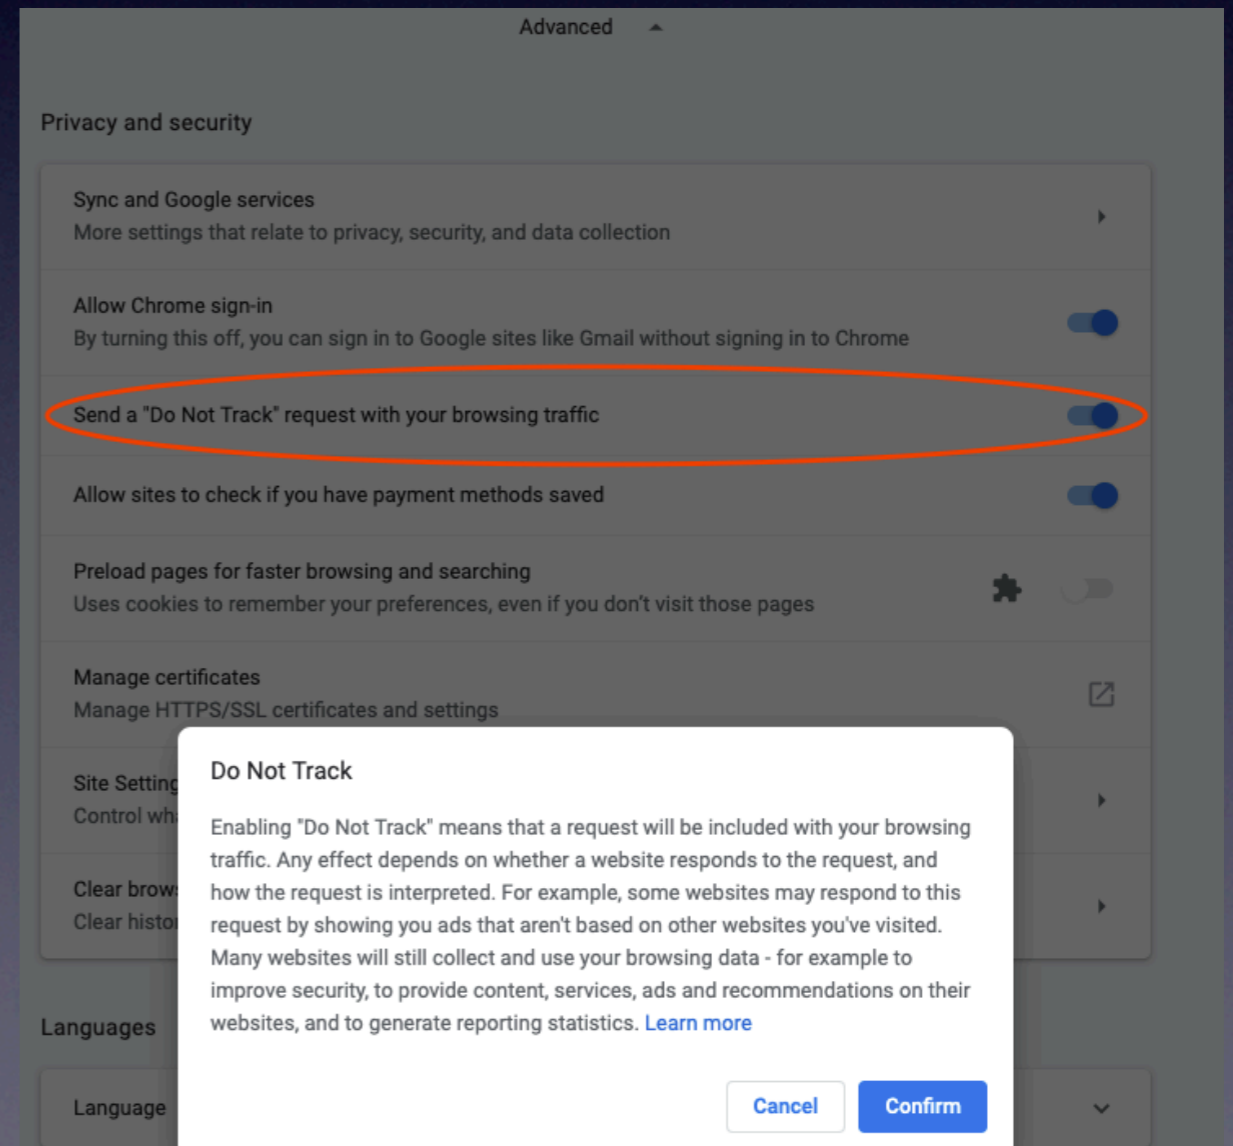 Advanced
Privacy and security
Sync and Google services
More settings that relate to privacy, security, and data collection
Allow Chrome sign-in
By turning this off, you can sign in to Google sites like Gmail without signing in to Chrome
Send a "Do Not Track" request with your browsing traffic
Allow sites to check if you have payment methods saved
Preload pages for faster browsing and searching
Uses cookies to remember your preferences, even if you don't visit those pages
Manage certificates
Manage HTTPS/SSL certificates and settings
Site
Control
Clear
Clear
Do Not Track
Enabling "Do Not Track" means that a request will be included with your browsing
traffic. Any effect depends on whether a website responds to the request, and
how the request is interpreted. For example, some websites may respond to this
request by showing you ads that aren't based on other websites you've visited.
Many websites will still collect and use your browsing data - for example to
improve security, to provide content, services, ads and recommendations on their
websites, and to generate reporting statistics. Learn more
Cancel Confirm
Languages
Language